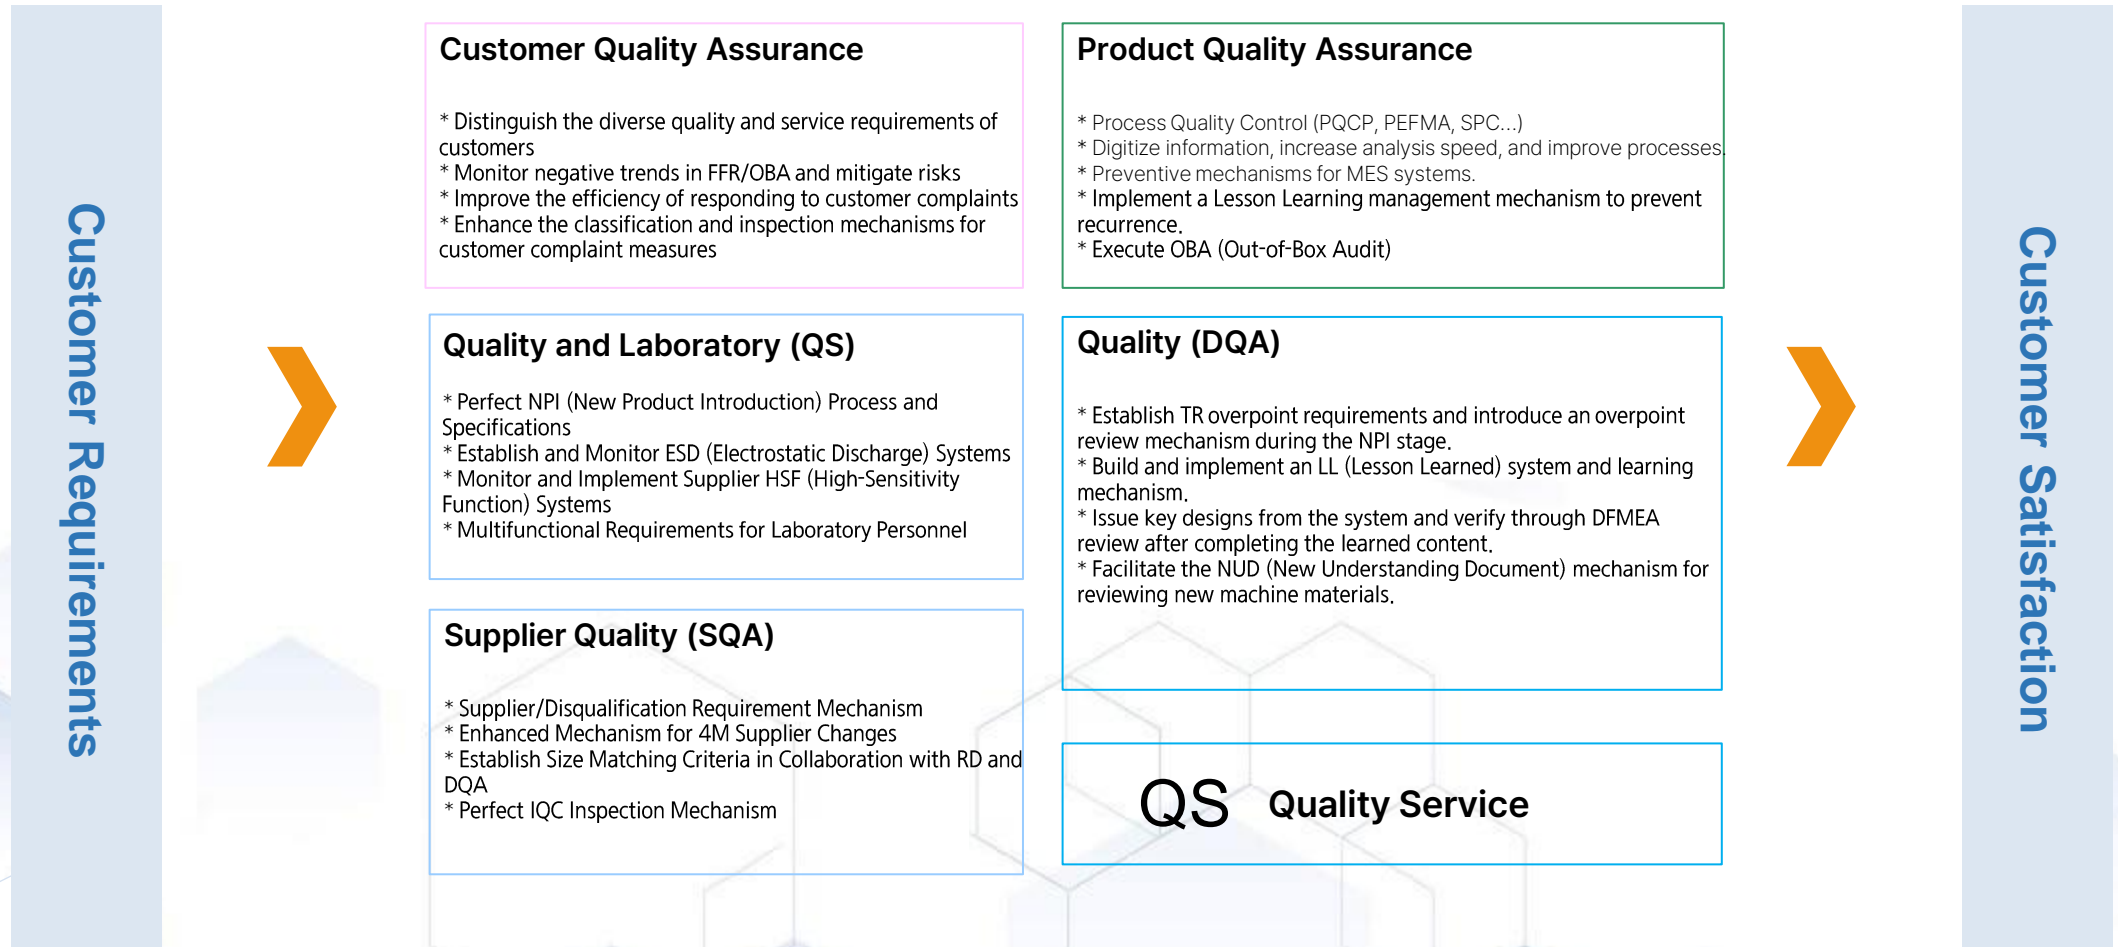 Customer Requirements
Customer Quality Assurance
* Distinguish the diverse quality and service requirements of
customers
* Monitor negative trends in FFR/OBA and mitigate risks
* Improve the efficiency of responding to customer complaints
* Enhance the classification and inspection mechanisms for
customer complaint measures
Quality and Laboratory (QS)
* Perfect NPI (New Product Introduction) Process and
Specifications
* Establish and Monitor ESD (Electrostatic Discharge) Systems
* Monitor and Implement Supplier HSF (High-Sensitivity
Function) Systems
* Multifunctional Requirements for Laboratory Personnel
Supplier Quality (SQA)
* Supplier/Disqualification Requirement Mechanism
* Enhanced Mechanism for 4M Supplier Changes
* Establish Size Matching Criteria in Collaboration with RD and
DQA
* Perfect IQC Inspection Mechanism
Product Quality Assurance
* Process Quality Control (PQCP, PEFMA, SPC...)
* Digitize information, increase analysis speed, and improve processes.
* Preventive mechanisms for MES systems.
* Implement a Lesson Learning management mechanism to prevent
recurrence.
* Execute OBA (Out-of-Box Audit)
Quality (DQA)
* Establish TR overpoint requirements and introduce an overpoint
review mechanism during the NPI stage.
* Build and implement an LL (Lesson Learned) system and learning
mechanism.
* Issue key designs from the system and verify through DFMEA
review after completing the learned content.
* Facilitate the NUD (New Understanding Document) mechanism for
reviewing new machine materials.
QS Quality Service
Customer Satisfaction